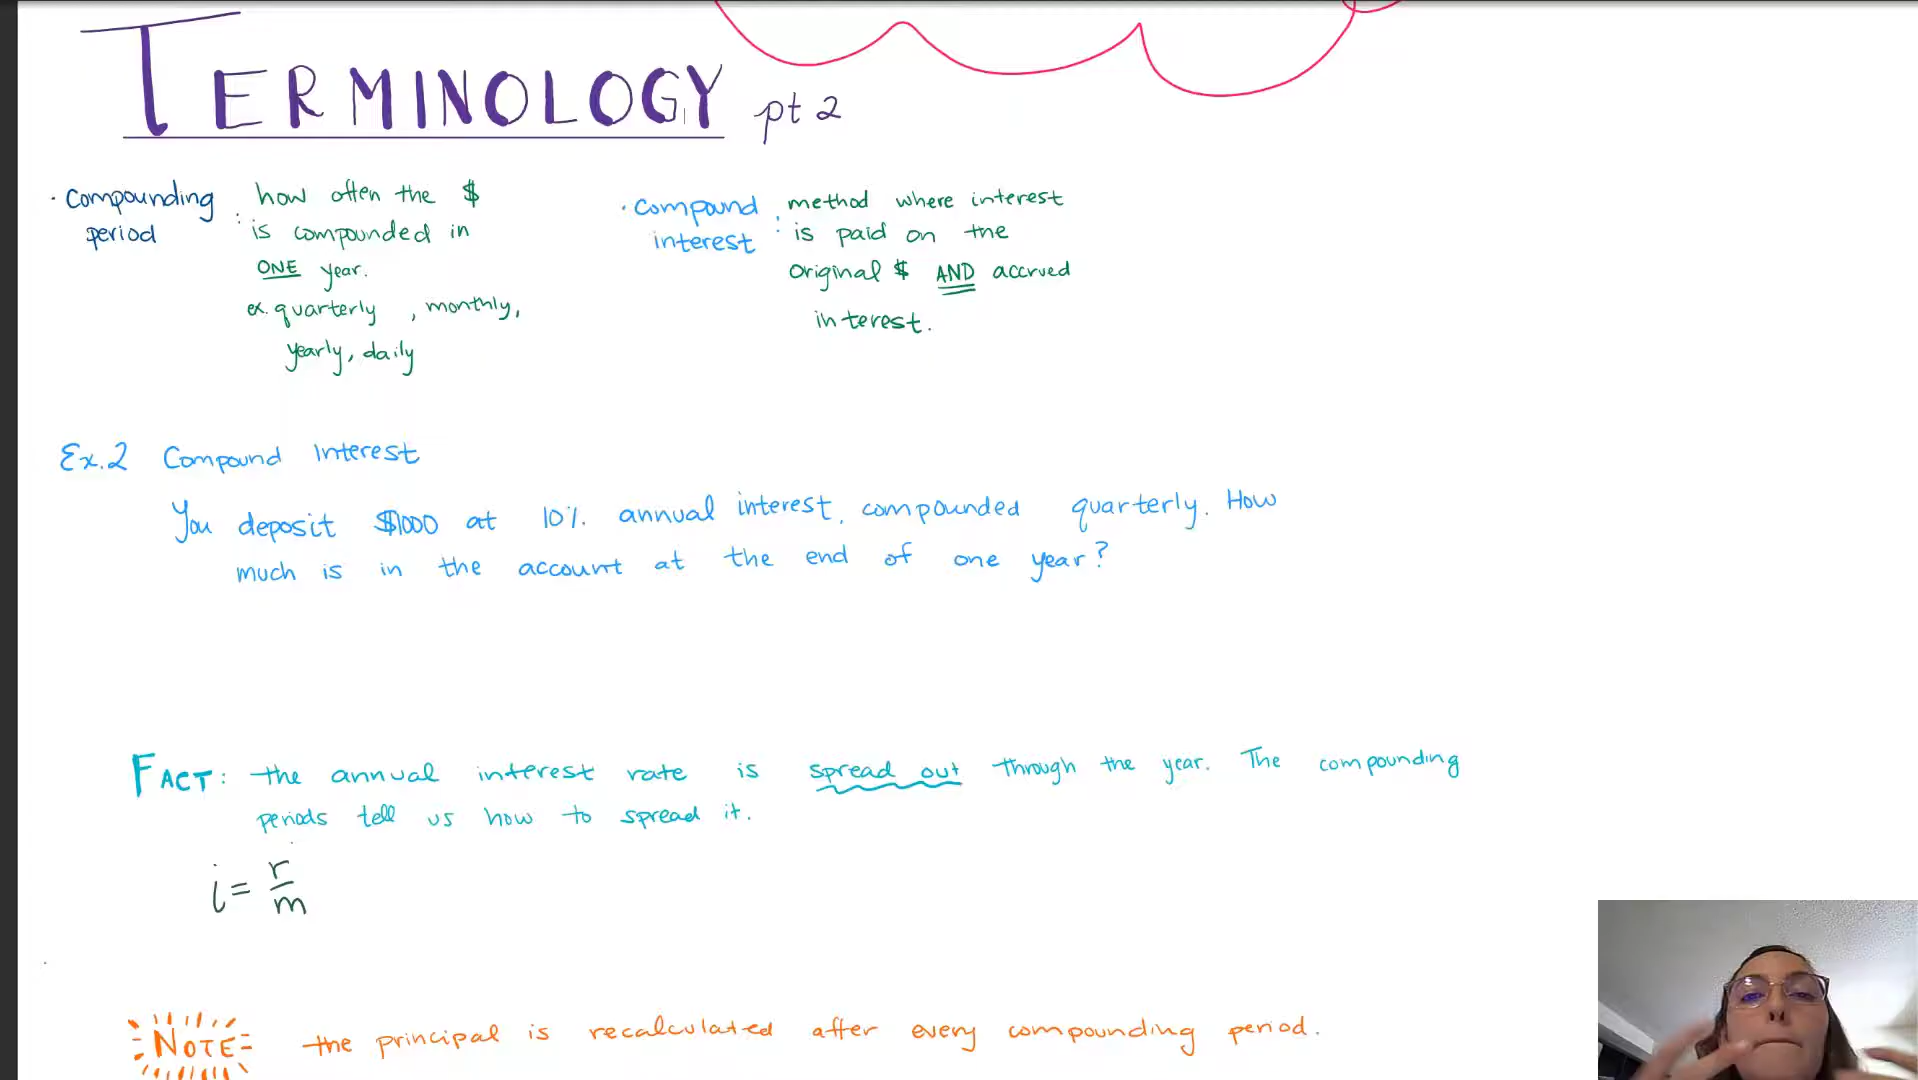 TERMINOLOGY pt 2
· Compounding period : how often the $
is compounded in
ONE year.
ex. quarterly, monthly,
yearly, daily
· Compound interest : method where interest
is paid on the
original $ AND accrued
interest.
Ex.2 Compound Interest
You deposit $1000 at 10% annual interest, compounded quarterly. How
much is in the account at the end of one year?
FACT: the annual interest rate is spread out through the year. The compounding
periods tell us how to spread it.
i = r/m
NOTE the principal is recalculated after every compounding period.